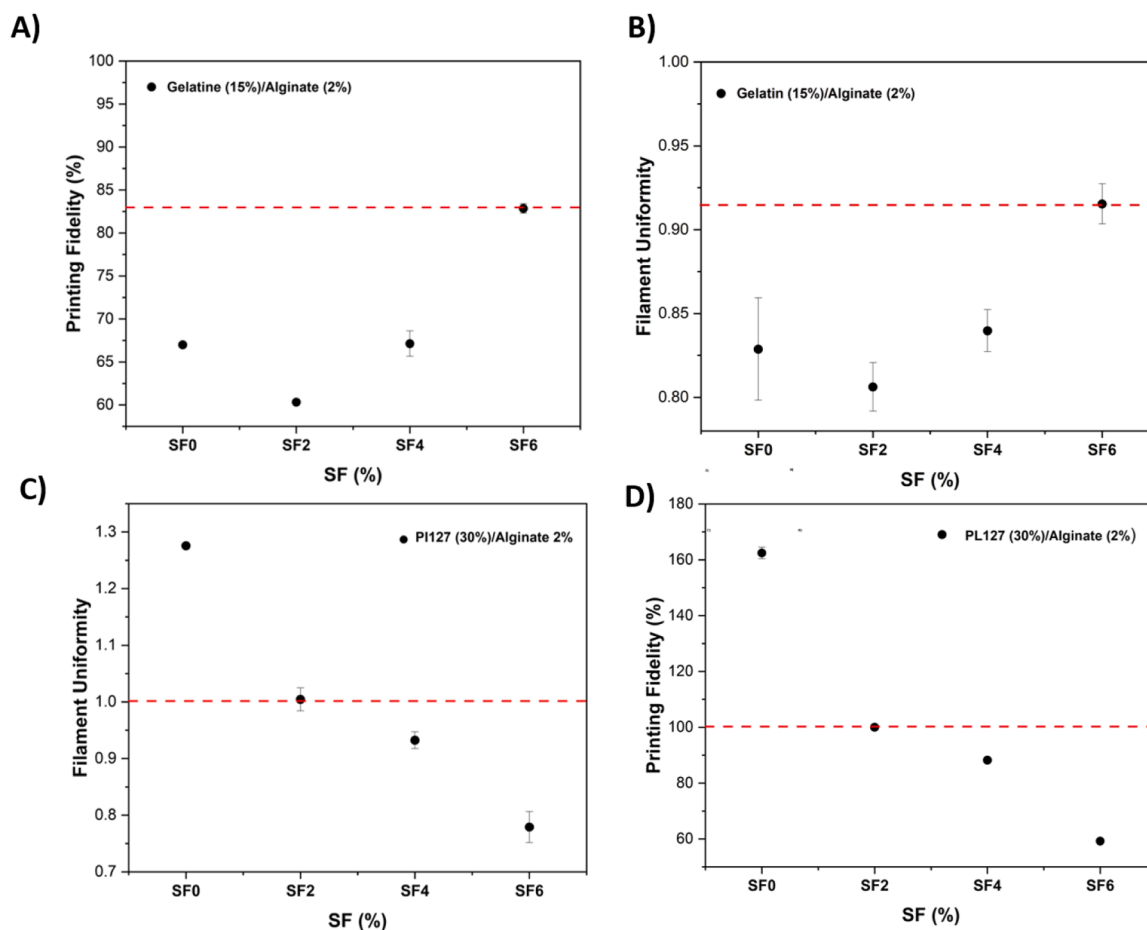 A)
Printing Fidelity (%)
100
95
90
85
80
75
70
65
60
Gelatine (15%)/Alginate (2%)
SF0 SF2 SF4 SF6
SF (%)
B)
Filament Uniformity
1.00
0.95
0.90
0.85
0.80
Gelatin (15%)/Alginate (2%)
SF0 SF2 SF4 SF6
SF (%)
C)
Filament Uniformity
1.3
1.2
1.1
1.0
0.9
0.8
0.7
PI127 (30%)/Alginate 2%
SF0 SF2 SF4 SF6
SF (%)
D)
Printing Fidelity (%)
180
160
140
120
100
80
60
PL127 (30%)/Alginate (2%)
SF0 SF2 SF4 SF6
SF (%)